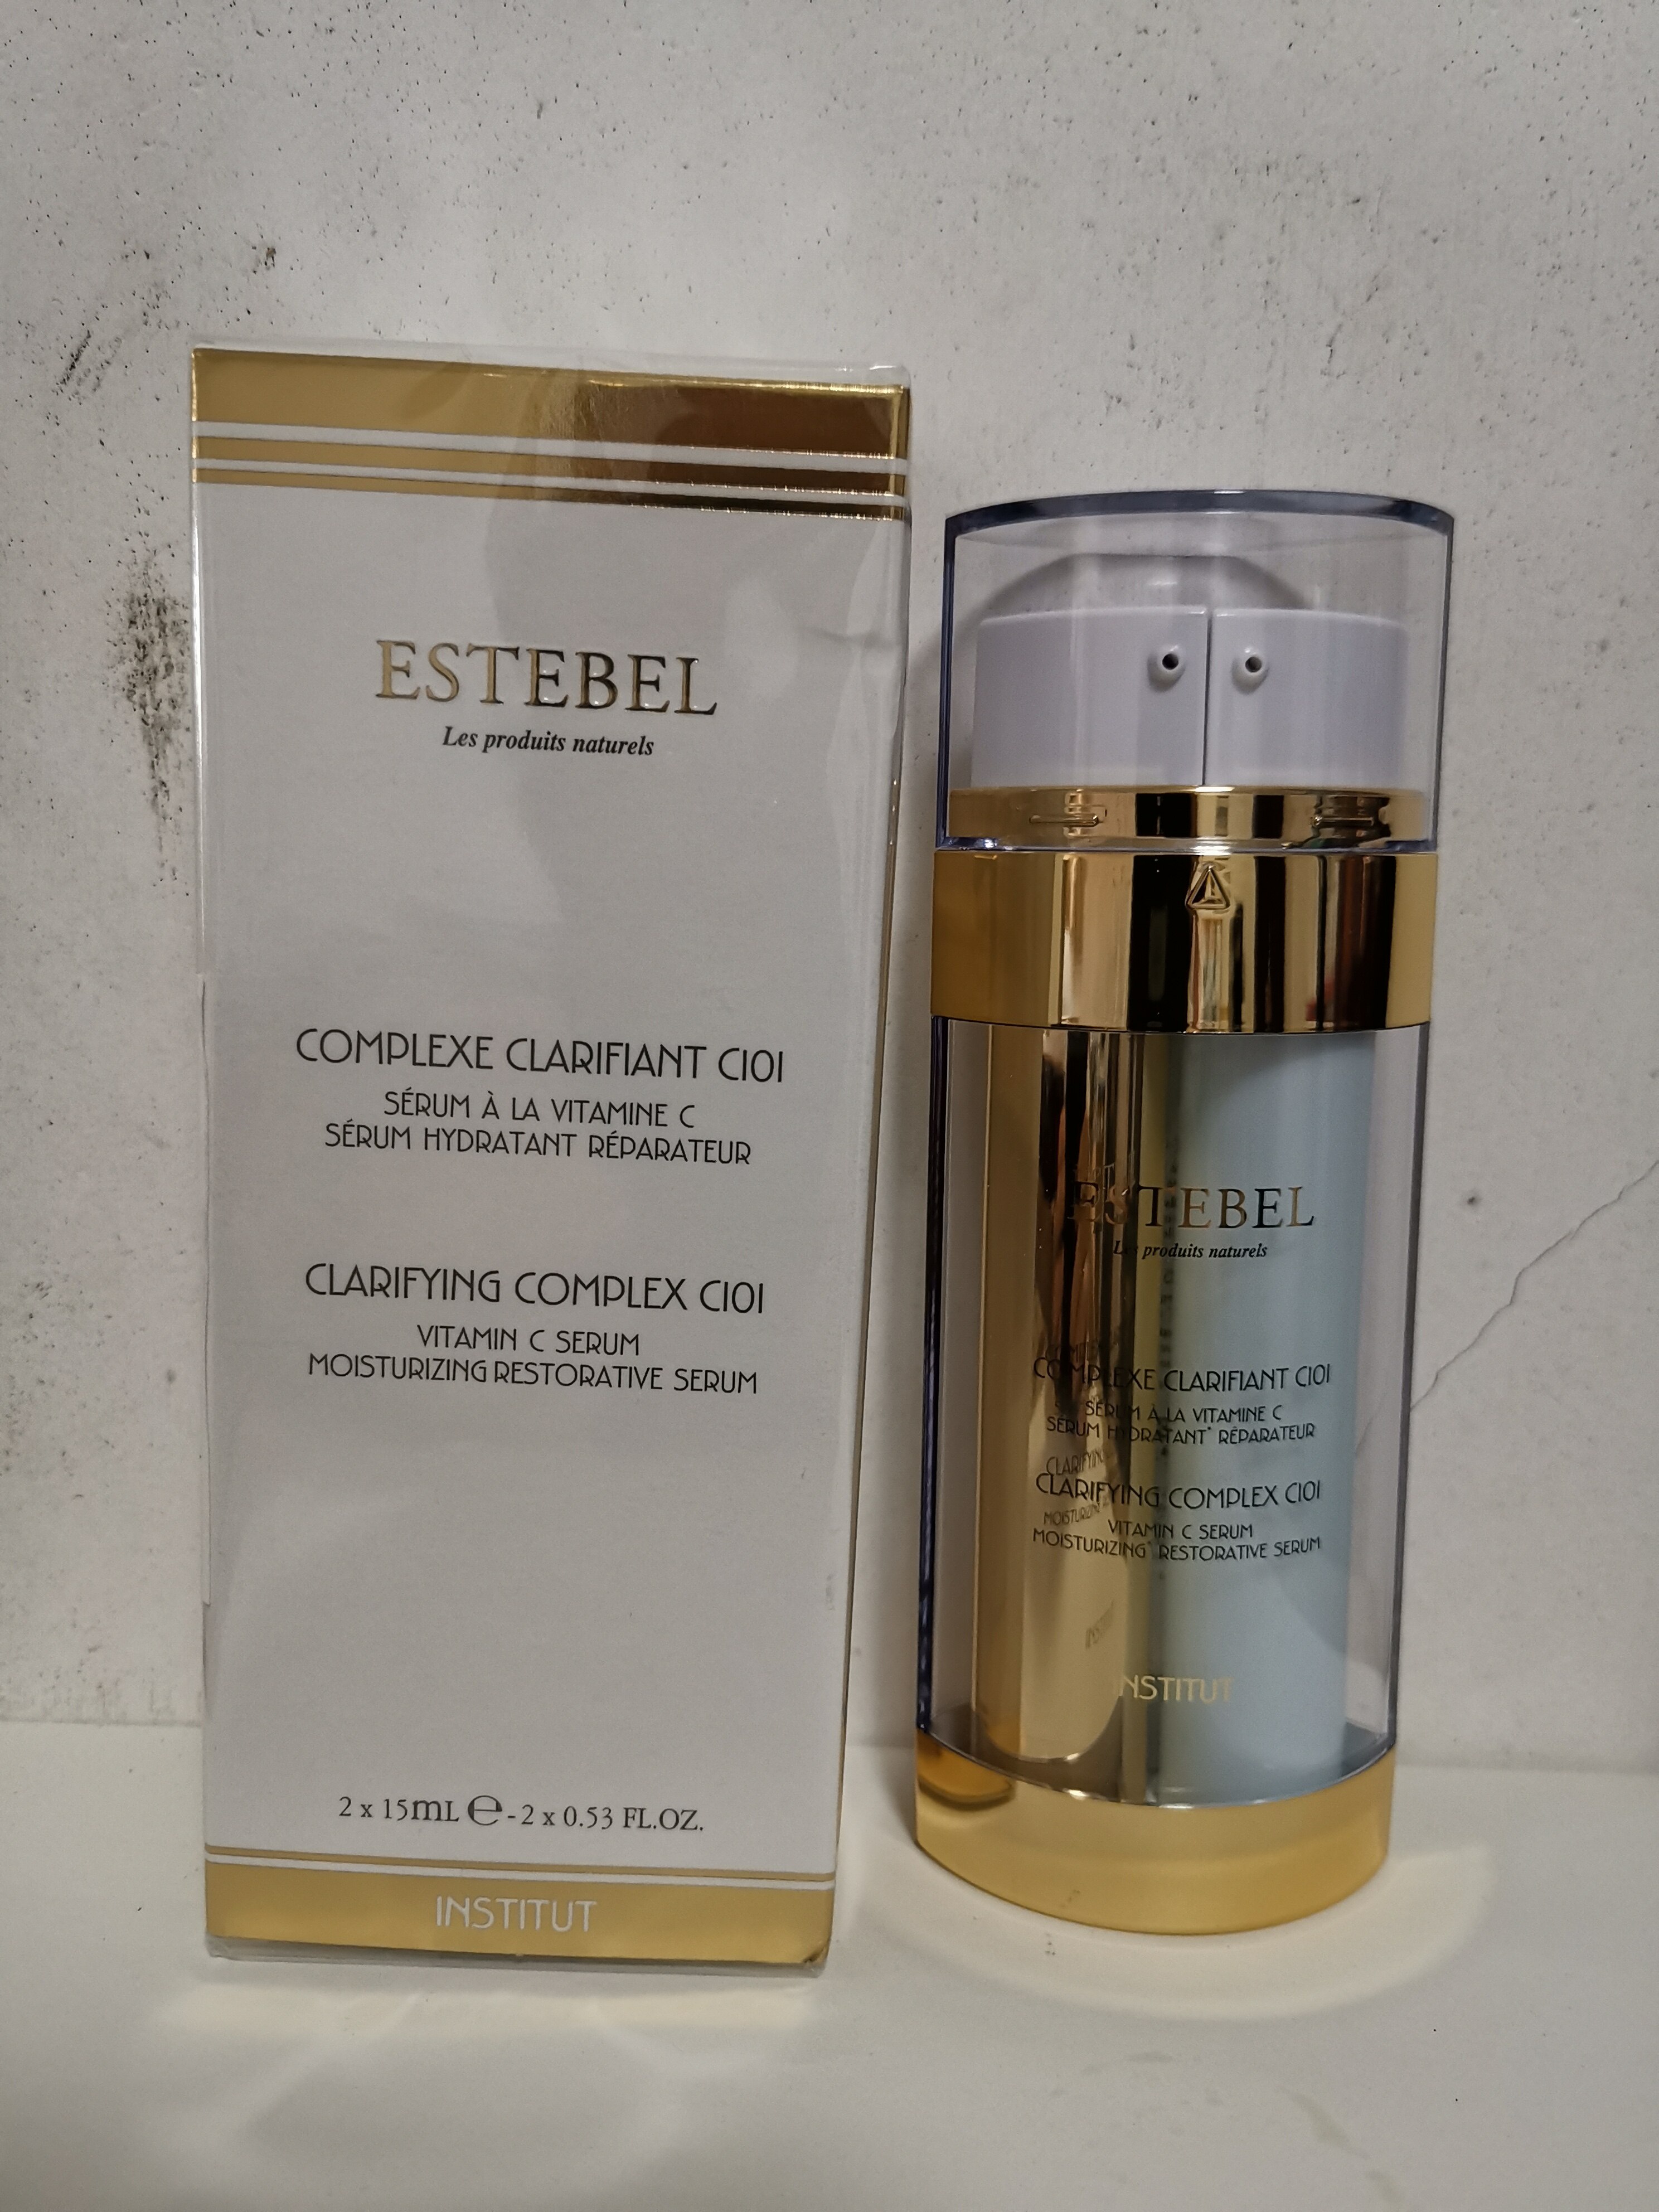 ESTEBEL
Les produits naturels
COMPLEXE CLARIFIANT C101
SÉRUM À LA VITAMINE C
SÉRUM HYDRATANT RÉPARATEUR
CLARIFYING COMPLEX C101
VITAMIN C SERUM
MOISTURIZING RESTORATIVE SERUM
2 x 15mL ℮ - 2 x 0.53 FL.OZ.
INSTITUT
ESTEBEL
Les produits naturels
COMPLEXE CLARIFIANT C101
SÉRUM À LA VITAMINE C
SÉRUM HYDRATANT* RÉPARATEUR
CLARIFYING COMPLEX C101
VITAMIN C SERUM
MOISTURIZING* RESTORATIVE SERUM
INSTITUT